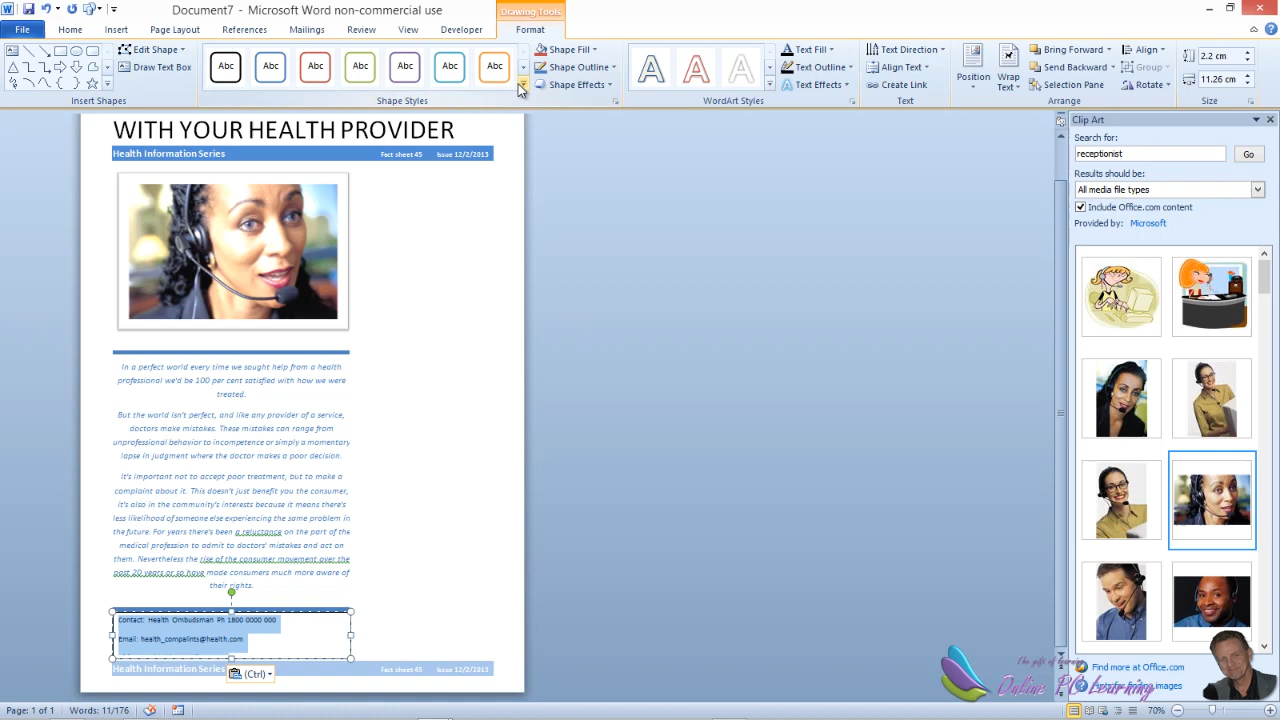 Document7 - Microsoft Word non-commercial use
Drawing Tools
File
Home
Insert
Page Layout
References
Mailings
Review
View
Developer
Format
Edit Shape
Draw Text Box
Insert Shapes
Abc
Abc
Abc
Abc
Abc
Abc
Abc
Shape Fill
Shape Outline
Shape Effects
Shape Styles
A
A
A
WordArt Styles
Text Fill
Text Outline
Text Effects
Text Direction
Align Text
Create Link
Text
Position
Wrap
Text
Bring Forward
Send Backward
Selection Pane
Align
Group
Rotate
Arrange
2.2 cm
11.26 cm
Size
WITH YOUR HEALTH PROVIDER
Health Information Series Fact sheet 45 Issue 12/2/2013
In a perfect world every time we sought help from a health
professional we'd be 100 per cent satisfied with how we were
treated.
But the world isn't perfect, and like any provider of a service,
doctors make mistakes. These mistakes can range from
unprofessional behavior to incompetence or simply a momentary
lapse in judgment where the doctor makes a poor decision.
It's important not to accept poor treatment, but to make a
complaint about it. This doesn't just benefit you the consumer,
it's also in the community's interests because it means there's
less likelihood of someone else experiencing the same problem in
the future. For years there's been a reluctance on the part of the
medical profession to admit to doctors' mistakes and act on
them. Nevertheless the rise of the consumer movement over the
past 20 years or so have made consumers much more aware of
their rights.
Contact: Health Ombudsman Ph 1800 0000 000
Email: health_compalints@health.com
Health Information Series Fact sheet 45 Issue 12/2/2013
(Ctrl)
Clip Art
Search for:
receptionist
Go
Results should be:
All media file types
Include Office.com content
Provided by: Microsoft
Find more at Office.com
images
The gift of learning
Online PC Learning
Page: 1 of 1
Words: 11/176
70%